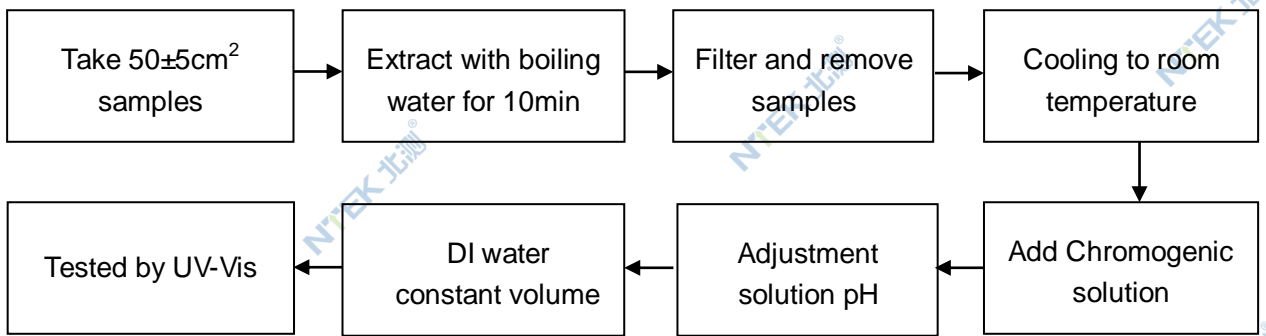 Take 50±5cm²
samples
Extract with boiling
water for 10min
Filter and remove
samples
Cooling to room
temperature
Add Chromogenic
solution
Adjustment
solution pH
DI water
constant volume
Tested by UV-Vis
NTEK 北测®
NTEK 北测®
NTEK 北测